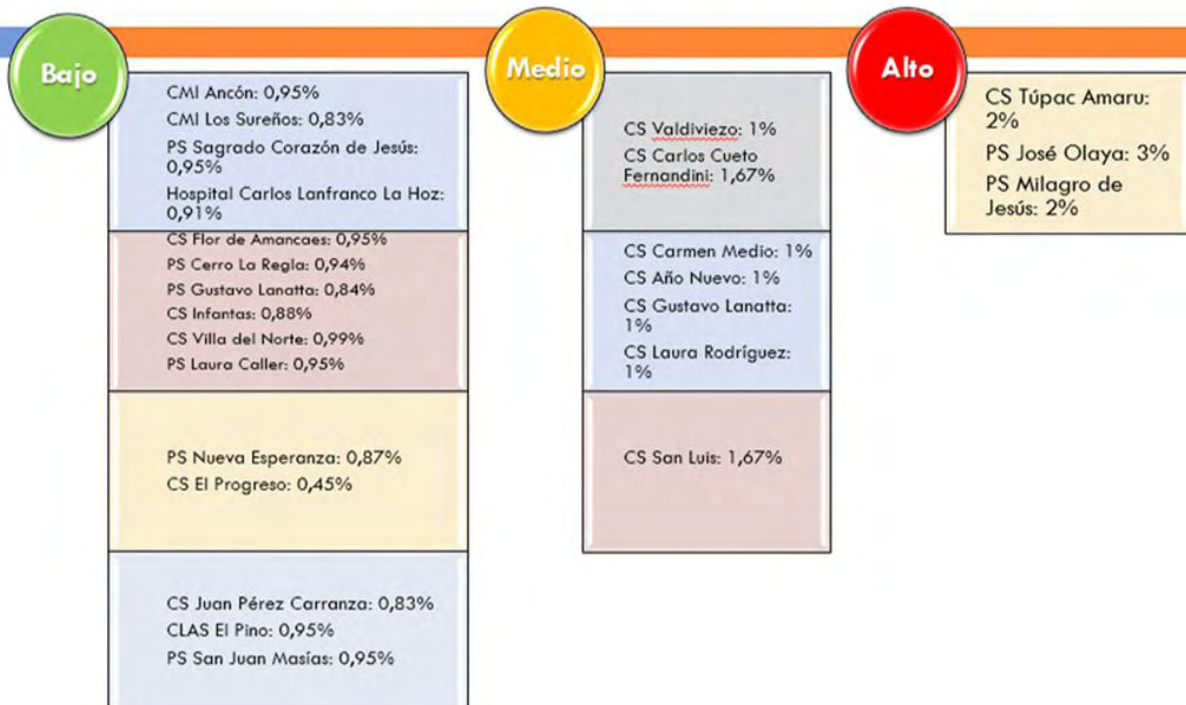 Bajo
CMI Ancón: 0,95%
CMI Los Sureños: 0,83%
PS Sagrado Corazón de Jesús:
0,95%
Hospital Carlos Lanfranco La Hoz:
0,91%
CS Flor de Amancaes: 0,95%
PS Cerro La Regla: 0,94%
PS Gustavo Lanatta: 0,84%
CS Infantas: 0,88%
CS Villa del Norte: 0,99%
PS Laura Caller: 0,95%
PS Nueva Esperanza: 0,87%
CS El Progreso: 0,45%
CS Juan Pérez Carranza: 0,83%
CLAS El Pino: 0,95%
PS San Juan Masías: 0,95%
Medio
CS Valdiviezo: 1%
CS Carlos Cueto
Fernandini: 1,67%
CS Carmen Medio: 1%
CS Año Nuevo: 1%
CS Gustavo Lanatta:
1%
CS Laura Rodríguez:
1%
CS San Luis: 1,67%
Alto
CS Túpac Amaru:
2%
PS José Olaya: 3%
PS Milagro de
Jesús: 2%